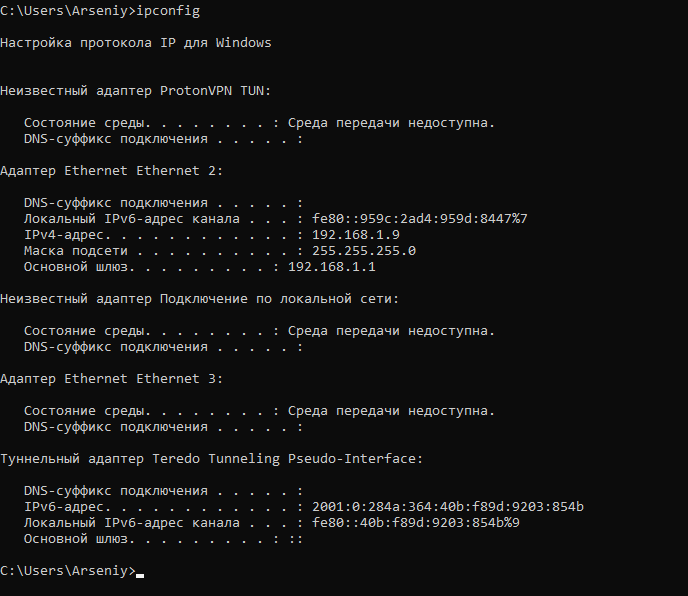 C:\Users\Arseniy>ipconfig
Настройка протокола IP для Windows
Неизвестный адаптер ProtonVPN TUN:
Состояние среды. . . . . . . . : Среда передачи недоступна.
DNS-суффикс подключения . . . . . :
Адаптер Ethernet Ethernet 2:
DNS-суффикс подключения . . . . . :
Локальный IPv6-адрес канала . . . : fe80::959c:2ad4:959d:8447%7
IPv4-адрес. . . . . . . . . . . . : 192.168.1.9
Маска подсети . . . . . . . . . . : 255.255.255.0
Основной шлюз. . . . . . . . . : 192.168.1.1
Неизвестный адаптер Подключение по локальной сети:
Состояние среды. . . . . . . . : Среда передачи недоступна.
DNS-суффикс подключения . . . . . :
Адаптер Ethernet Ethernet 3:
Состояние среды. . . . . . . . : Среда передачи недоступна.
DNS-суффикс подключения . . . . . :
Туннельный адаптер Teredo Tunneling Pseudo-Interface:
DNS-суффикс подключения . . . . . :
IPv6-адрес. . . . . . . . . . . . : 2001:0:284a:364:40b:f89d:9203:854b
Локальный IPv6-адрес канала . . . : fe80::40b:f89d:9203:854b%9
Основной шлюз. . . . . . . . . : ::
C:\Users\Arseniy>